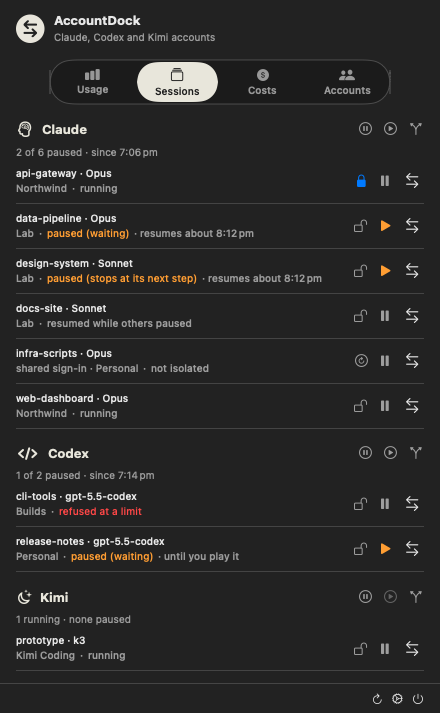 AccountDock
Claude, Codex and Kimi accounts
Usage
Sessions
Costs
Accounts
Claude
2 of 6 paused · since 7:06 pm
api-gateway · Opus
Northwind · running
data-pipeline · Opus
Lab · paused (waiting) · resumes about 8:12 pm
design-system · Sonnet
Lab · paused (stops at its next step) · resumes about 8:12 pm
docs-site · Sonnet
Lab · resumed while others paused
infra-scripts · Opus
shared sign-in · Personal · not isolated
web-dashboard · Opus
Northwind · running
Codex
1 of 2 paused · since 7:14 pm
cli-tools · gpt-5.5-codex
Builds · refused at a limit
release-notes · gpt-5.5-codex
Personal · paused (waiting) · until you play it
Kimi
1 running · none paused
prototype · k3
Kimi Coding · running